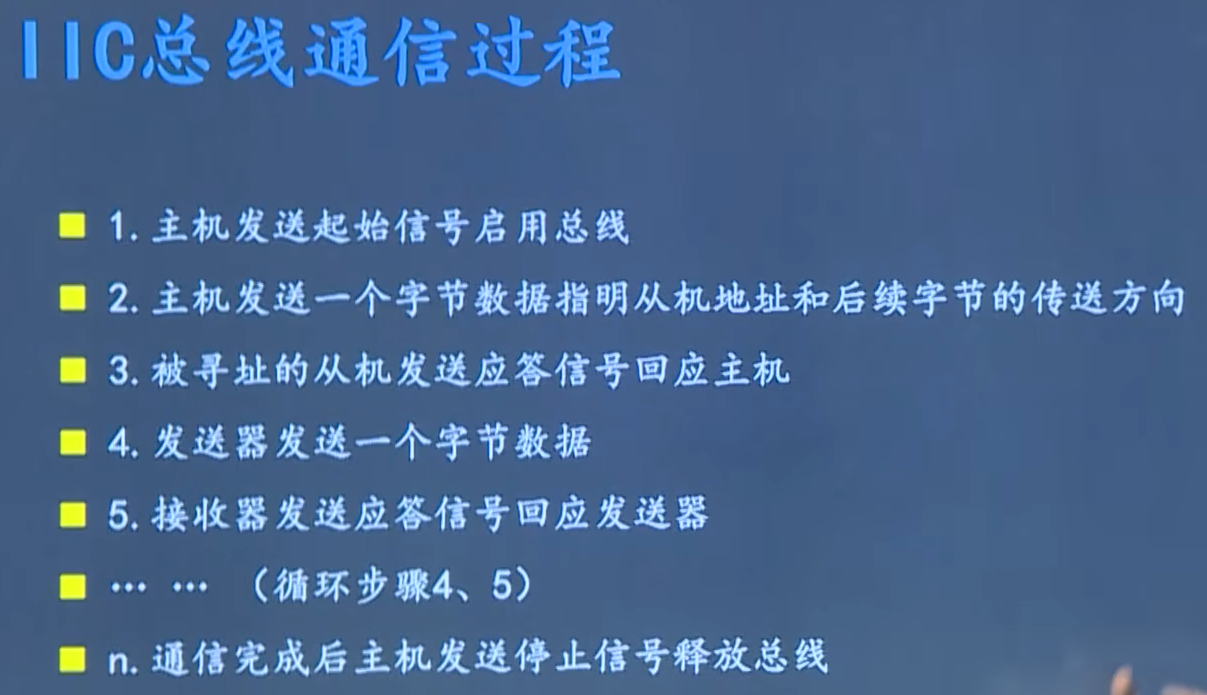 IIC总线通信过程
1. 主机发送起始信号启用总线
2. 主机发送一个字节数据指明从机地址和后续字节的传送方向
3. 被寻址的从机发送应答信号回应主机
4. 发送器发送一个字节数据
5. 接收器发送应答信号回应发送器
… … （循环步骤4、5）
n. 通信完成后主机发送停止信号释放总线